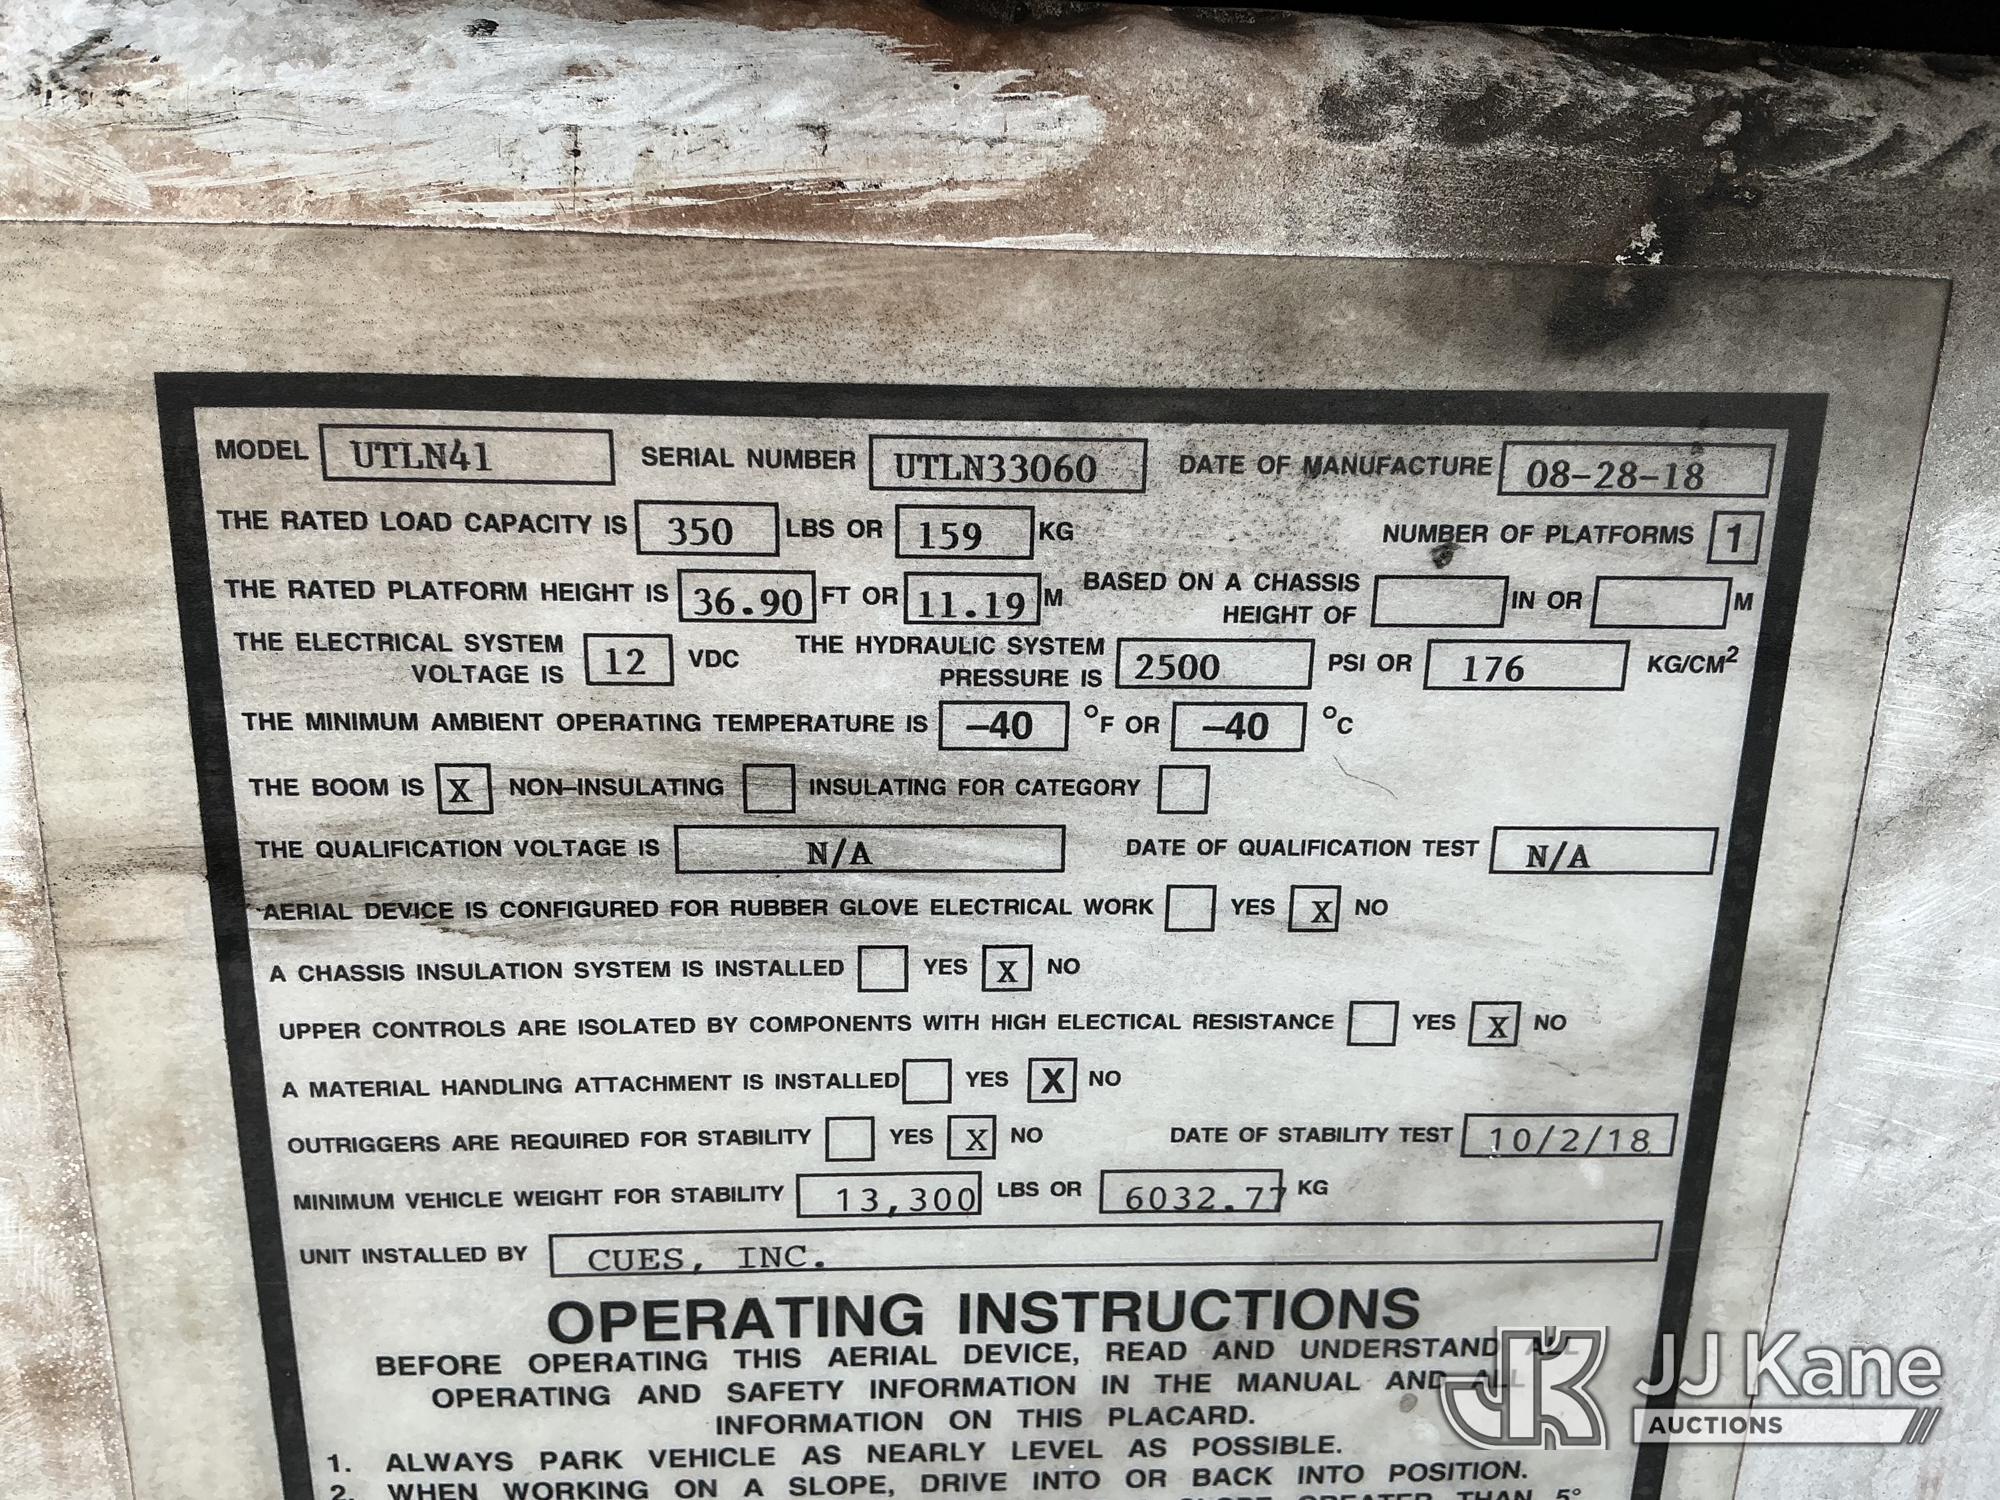 MODEL UTLN41 SERIAL NUMBER UTLN33060 DATE OF MANUFACTURE 08-28-18
THE RATED LOAD CAPACITY IS 350 LBS OR 159 KG NUMBER OF PLATFORMS 1
THE RATED PLATFORM HEIGHT IS 36.90 FT OR 11.19 M BASED ON A CHASSIS
HEIGHT OF IN OR M
THE ELECTRICAL SYSTEM
VOLTAGE IS 12 VDC THE HYDRAULIC SYSTEM
PRESSURE IS 2500 PSI OR 176 KG/CM²
THE MINIMUM AMBIENT OPERATING TEMPERATURE IS –40 °F OR –40 °C
THE BOOM IS X NON–INSULATING INSULATING FOR CATEGORY
THE QUALIFICATION VOLTAGE IS N/A DATE OF QUALIFICATION TEST N/A
AERIAL DEVICE IS CONFIGURED FOR RUBBER GLOVE ELECTRICAL WORK YES X NO
A CHASSIS INSULATION SYSTEM IS INSTALLED YES X NO
UPPER CONTROLS ARE ISOLATED BY COMPONENTS WITH HIGH ELECTICAL RESISTANCE YES X NO
A MATERIAL HANDLING ATTACHMENT IS INSTALLED YES X NO
OUTRIGGERS ARE REQUIRED FOR STABILITY YES X NO DATE OF STABILITY TEST 10/2/18
MINIMUM VEHICLE WEIGHT FOR STABILITY 13,300 LBS OR 6032.77 KG
UNIT INSTALLED BY CUES, INC.
OPERATING INSTRUCTIONS
BEFORE OPERATING THIS AERIAL DEVICE, READ AND UNDERSTAND ALL
OPERATING AND SAFETY INFORMATION IN THE MANUAL AND ALL
INFORMATION ON THIS PLACARD.
1. ALWAYS PARK VEHICLE AS NEARLY LEVEL AS POSSIBLE.
2. WHEN WORKING ON A SLOPE, DRIVE INTO OR BACK INTO POSITION.
SLOPE GREATER THAN 5°
JK JJ Kane
AUCTIONS